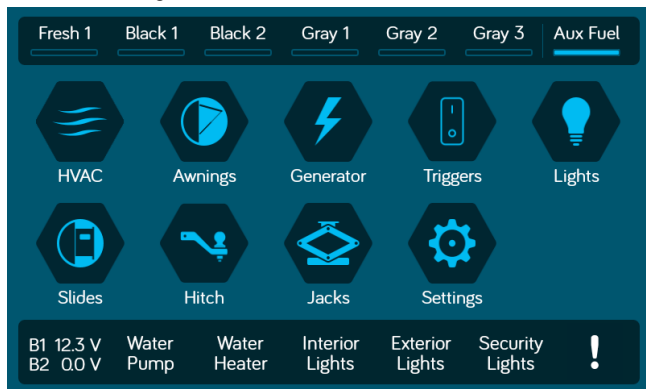 Fresh 1 Black 1 Black 2 Gray 1 Gray 2 Gray 3 Aux Fuel
HVAC Awnings Generator Triggers Lights
Slides Hitch Jacks Settings
B1 12.3 V Water Water Interior Exterior Security !
B2 0.0 V Pump Heater Lights Lights Lights